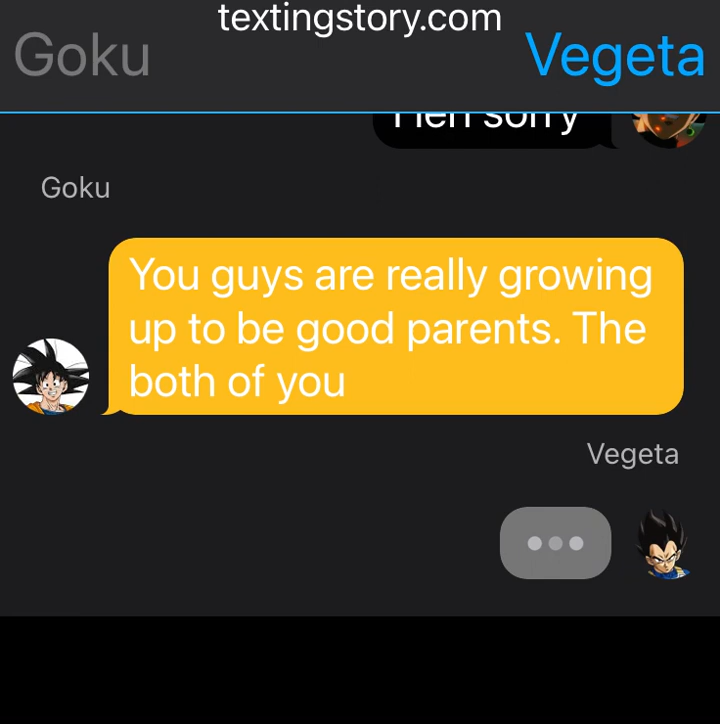 textingstory.com
Goku Vegeta
sorry
Goku
You guys are really growing
up to be good parents. The
both of you
Vegeta